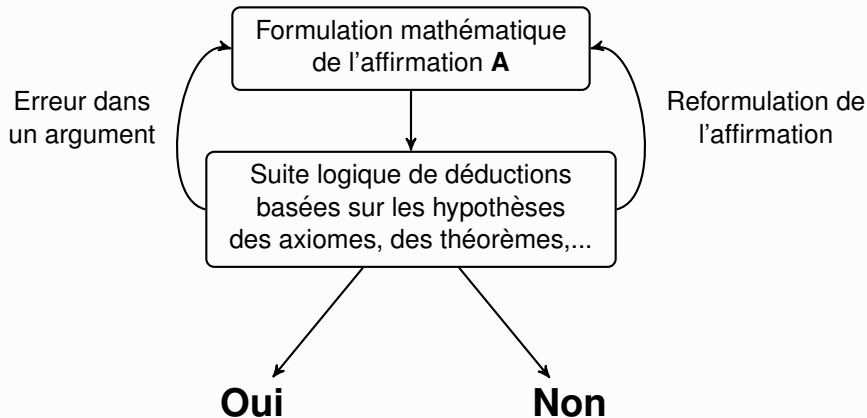 Formulation mathématique
de l'affirmation A
Erreur dans
un argument
Reformulation de
l'affirmation
Suite logique de déductions
basées sur les hypothèses
des axiomes, des théorèmes,...
Oui
Non